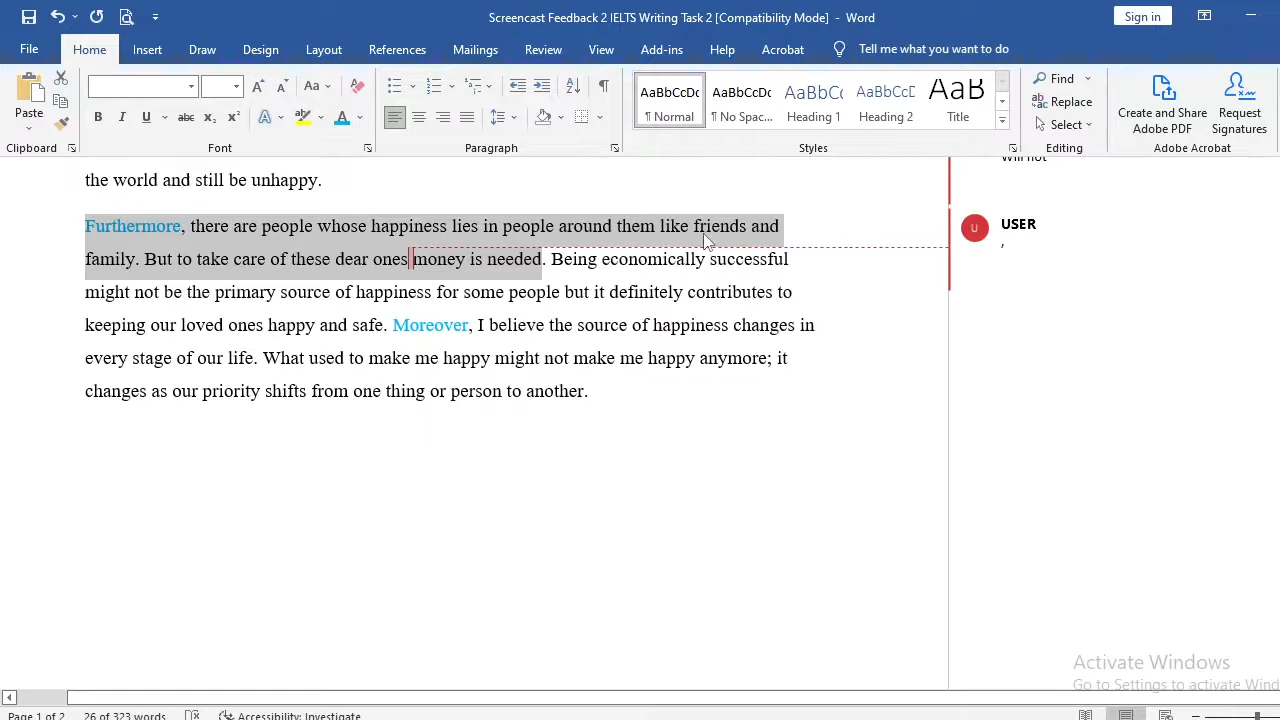 Screencast Feedback 2 IELTS Writing Task 2 [Compatibility Mode] - Word
Sign in
File Home Insert Draw Design Layout References Mailings Review View Add-ins Help Acrobat Tell me what you want to do
Paste
Clipboard
Aa
B I U abc x₂ x² A A
Font
Paragraph
AaBbCcDc AaBbCcDc AaBbCc AaBbCcD AaB
¶ Normal ¶ No Spac... Heading 1 Heading 2 Title
Styles
Find
Replace
Select
Editing
Create and Share
Adobe PDF
Request
Signatures
Adobe Acrobat
the world and still be unhappy.
Furthermore, there are people whose happiness lies in people around them like friends and
family. But to take care of these dear ones money is needed. Being economically successful
might not be the primary source of happiness for some people but it definitely contributes to
keeping our loved ones happy and safe. Moreover, I believe the source of happiness changes in
every stage of our life. What used to make me happy might not make me happy anymore; it
changes as our priority shifts from one thing or person to another.
Will not
U USER
,
Activate Windows
Go to Settings to activate Wind
Page 1 of 2 26 of 323 words Accessibility: Investigate